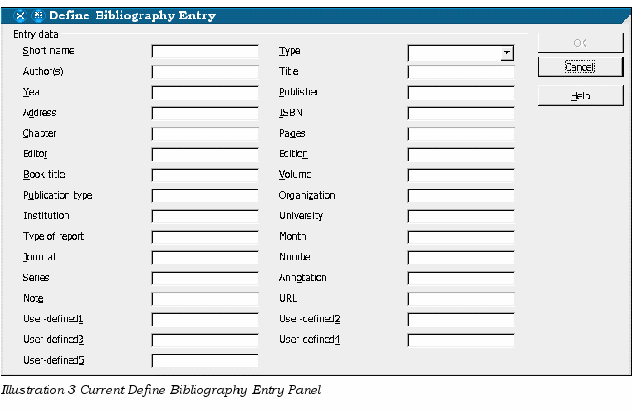 Define Bibliography Entry
Entry data
Short name Type
OK
Author(s) Title
Cancel
Year Publisher
Help
Address ISBN
Chapter Pages
Editor Edition
Book title Volume
Publication type Organization
Institution University
Type of report Month
Journal Number
Series Annotation
Note URL
User-defined1 User-defined2
User-defined3 User-defined4
User-defined5
Illustration 3 Current Define Bibliography Entry Panel